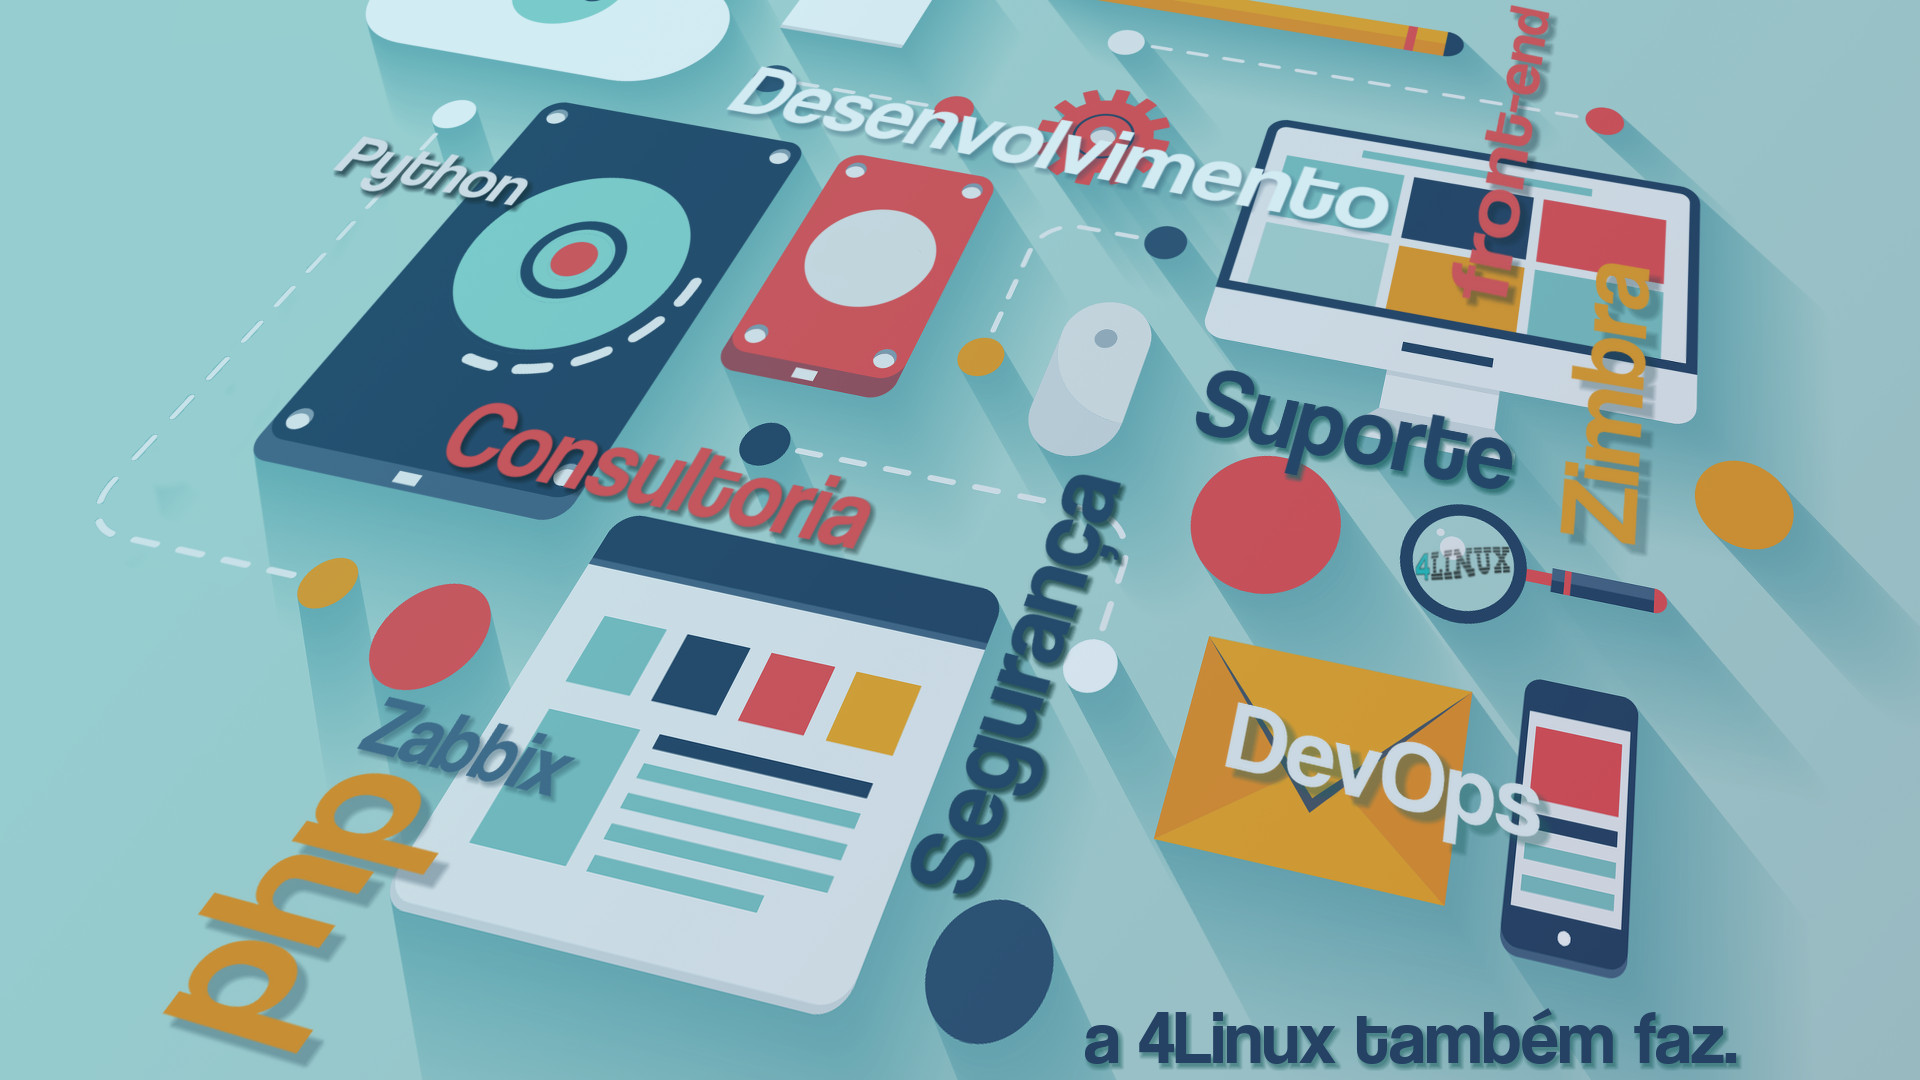 front-end
Desenvolvimento
Python
Zimbra
Suporte
Consultoria
Segurança
4LINUX
Zabbix
DevOps
php
a 4Linux também faz.